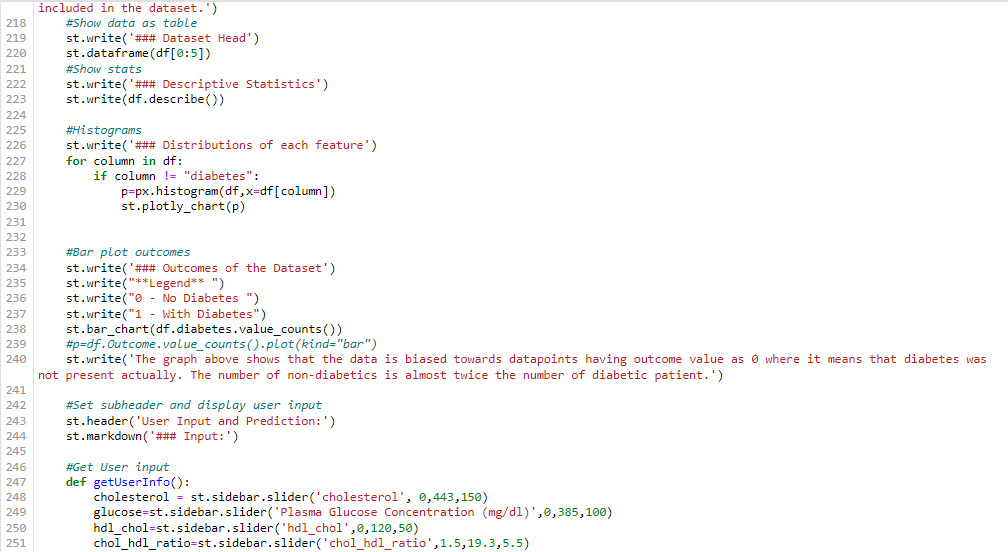 included in the dataset.')
218 #Show data as table
219 st.write('### Dataset Head')
220 st.dataframe(df[0:5])
221 #Show stats
222 st.write('### Descriptive Statistics')
223 st.write(df.describe())
224
225 #Histograms
226 st.write('### Distributions of each feature')
227 for column in df:
228 if column != "diabetes":
229 p=px.histogram(df,x=df[column])
230 st.plotly_chart(p)
231
232
233 #Bar plot outcomes
234 st.write('### Outcomes of the Dataset')
235 st.write("**Legend** ")
236 st.write("0 - No Diabetes ")
237 st.write("1 - With Diabetes")
238 st.bar_chart(df.diabetes.value_counts())
239 #p=df.Outcome.value_counts().plot(kind="bar")
240 st.write('The graph above shows that the data is biased towards datapoints having outcome value as 0 where it means that diabetes was
not present actually. The number of non-diabetics is almost twice the number of diabetic patient.')
241
242 #Set subheader and display user input
243 st.header('User Input and Prediction:')
244 st.markdown('### Input:')
245
246 #Get User input
247 def getUserInfo():
248 cholesterol = st.sidebar.slider('cholesterol', 0,443,150)
249 glucose=st.sidebar.slider('Plasma Glucose Concentration (mg/dl)',0,385,100)
250 hdl_chol=st.sidebar.slider('hdl_chol',0,120,50)
251 chol_hdl_ratio=st.sidebar.slider('chol_hdl_ratio',1.5,19.3,5.5)